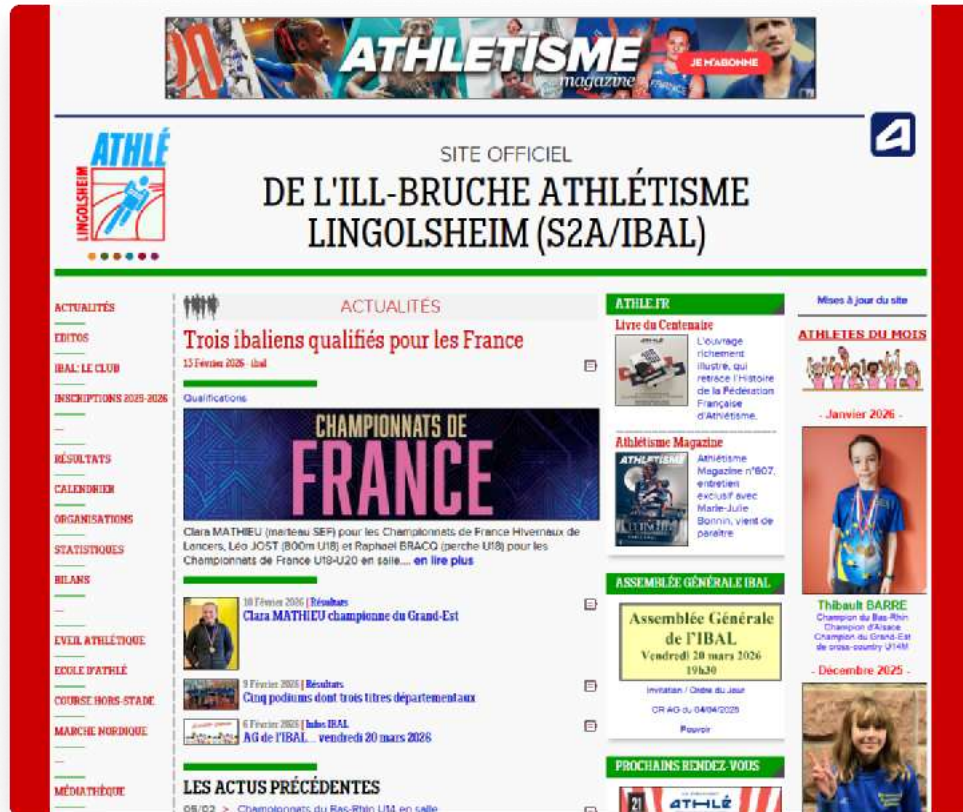 ATHLETISME
magazine
JE M'ABONNE
ATHLÉ
LINGOLSHEIM
SITE OFFICIEL
DE L'ILL-BRUCHE ATHLÉTISME
LINGOLSHEIM (S2A/IBAL)
ACTUALITÉS
EDITOS
IBAL: LE CLUB
INSCRIPTIONS 2025-2026
...
RÉSULTATS
CALENDRIER
ORGANISATIONS
STATISTIQUES
BILANS
...
EVEIL ATHLÉTIQUE
ECOLE D'ATHLÉ
COURSE HORS-STADE
MARCHE NORDIQUE
...
MÉDIATHÈQUE
ACTUALITÉS
Trois ibaliens qualifiés pour les France
13 Février 2026 - ibal
Qualifications
CHAMPIONNATS DE
FRANCE
Clara MATHIEU (marteau SEF) pour les Championnats de France Hivernaux de
Lancers, Léo JOST (800m U18) et Raphael BRACQ (perche U18) pour les
Championnats de France U18-U20 en salle.... en lire plus
10 Février 2026 | Résultats
Clara MATHIEU championne du Grand-Est
9 Février 2026 | Résultats
Cinq podiums dont trois titres départementaux
6 Février 2026 | Infos IBAL
AG de l'IBAL... vendredi 20 mars 2026
LES ACTUS PRÉCÉDENTES
05/02 > Championnats du Bas-Rhin U14 en salle
ATHLE.FR
Livre du Centenaire
L'ouvrage
richement
illustre, qui
retrace l'Histoire
de la Fédération
Française
d'Athlétisme.
Athlétisme Magazine
ATHLETISME
Athlétisme
Magazine n°607,
entretien
exclusif avec
Marie-Julie
Bonnin, vient de
paraître
ASSEMBLÉE GÉNÉRALE IBAL
Assemblée Générale
de l'IBAL
Vendredi 20 mars 2026
19h30
Invitation / Ordre du Jour
CR AG du 04/04/2025
Pouvoir
PROCHAINS RENDEZ-VOUS
21
ATHLÉ
Mises à jour du site
ATHLETES DU MOIS
- Janvier 2026 -
Thibault BARRE
Champion du Bas-Rhin
Champion d'Alsace
Champion du Grand-Est
de cross-country U14M
- Décembre 2025 -